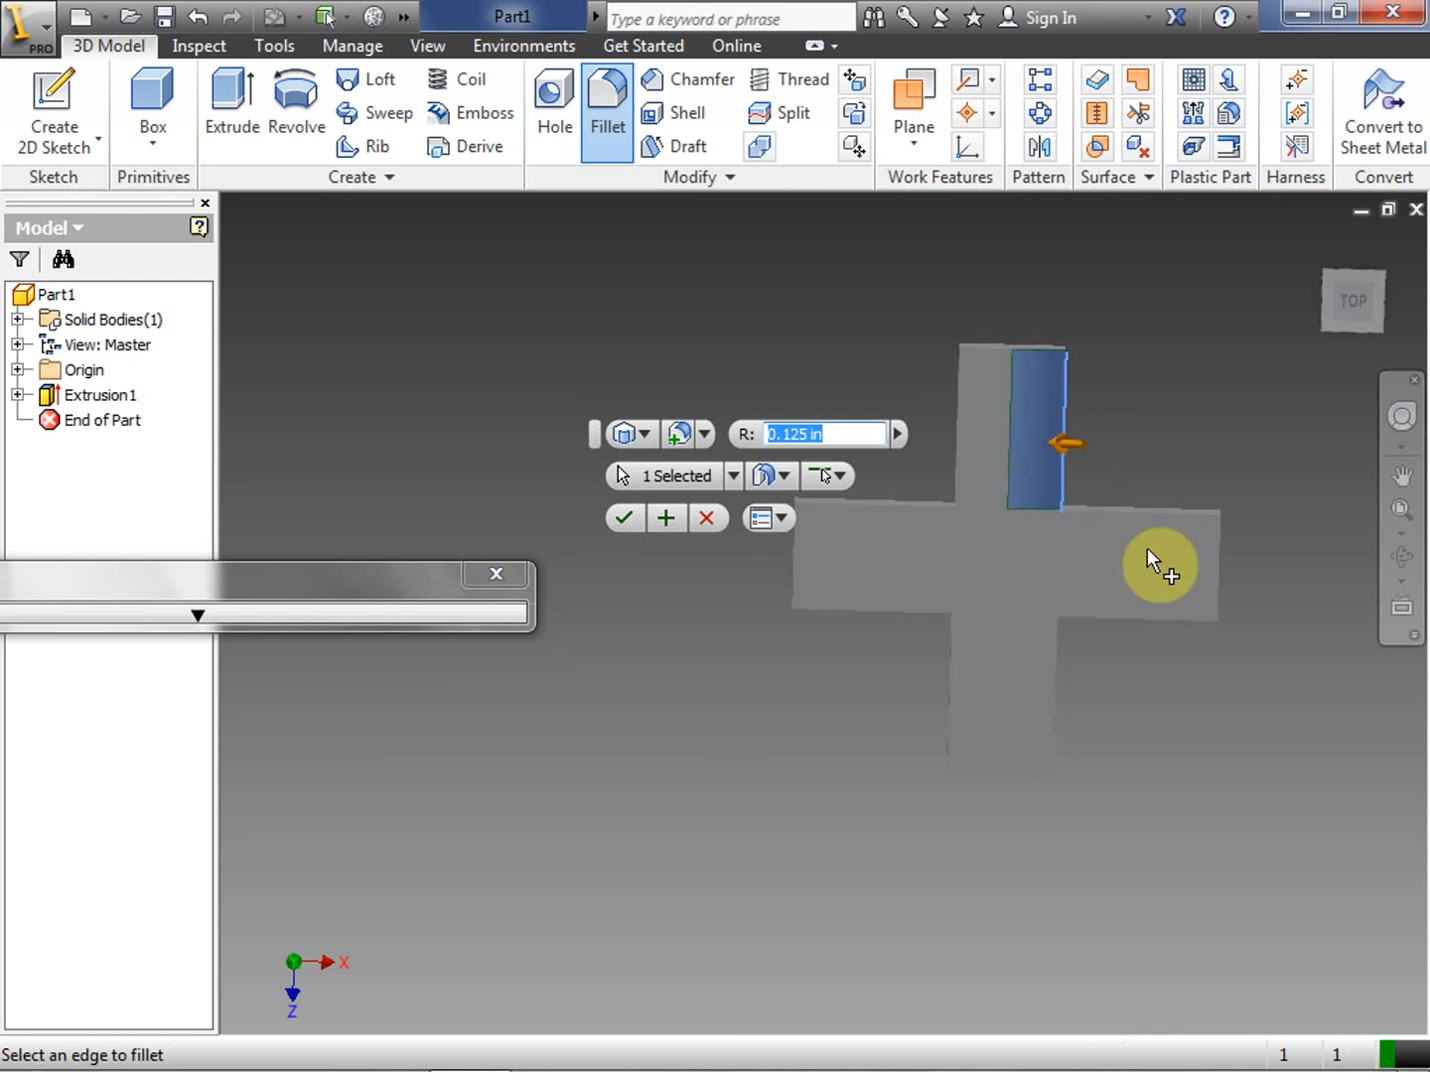 Part1
Type a keyword or phrase
Sign In
PRO
3D Model
Inspect
Tools
Manage
View
Environments
Get Started
Online
Create
2D Sketch
Box
Extrude
Revolve
Loft
Sweep
Rib
Coil
Emboss
Derive
Hole
Fillet
Chamfer
Shell
Draft
Thread
Split
Plane
Convert to
Sheet Metal
Sketch
Primitives
Create
Modify
Work Features
Pattern
Surface
Plastic Part
Harness
Convert
Model
Part1
Solid Bodies(1)
View: Master
Origin
Extrusion1
End of Part
TOP
R: 0.125 in
1 Selected
X
Z
Select an edge to fillet
1 1